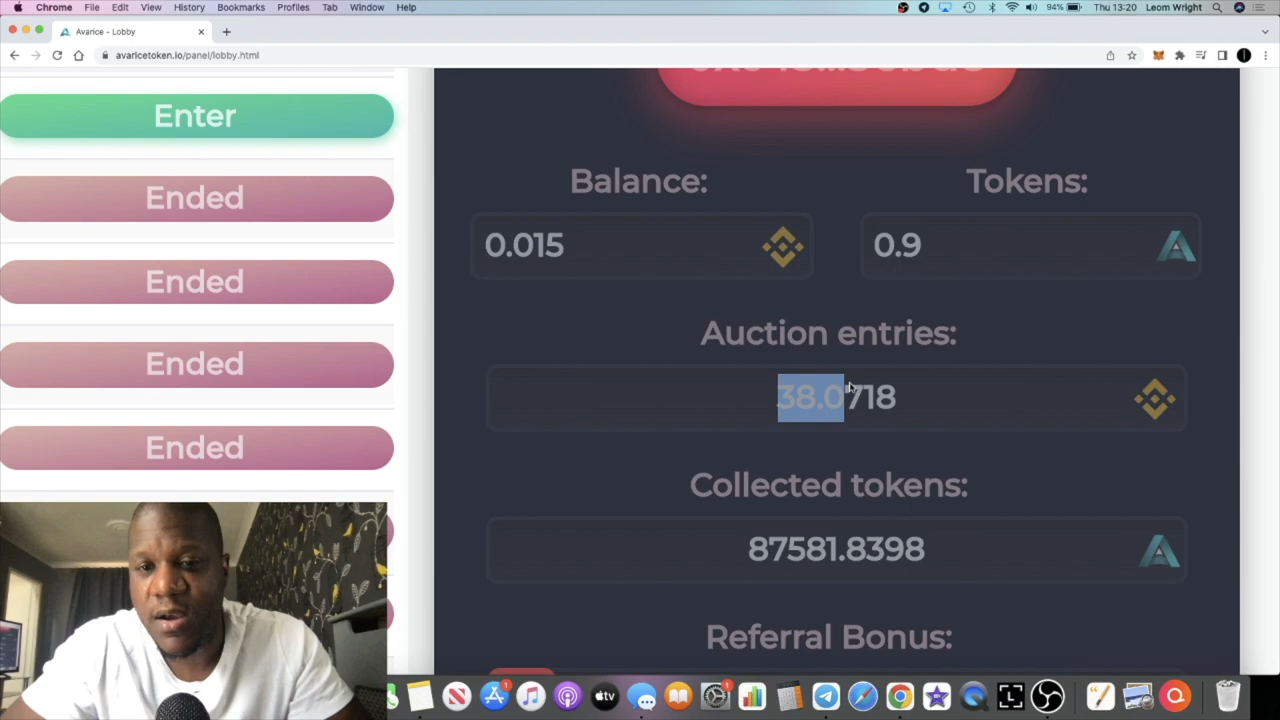 Chrome File Edit View History Bookmarks Profiles Tab Window Help 94% Thu 13:20 Leom Wright
Avarice - Lobby
avaricetoken.io/panel/lobby.html
Enter
Ended
Ended
Ended
Ended
Balance: Tokens:
0.015 0.9
Auction entries:
38.0718
Collected tokens:
87581.8398
Referral Bonus:
tv